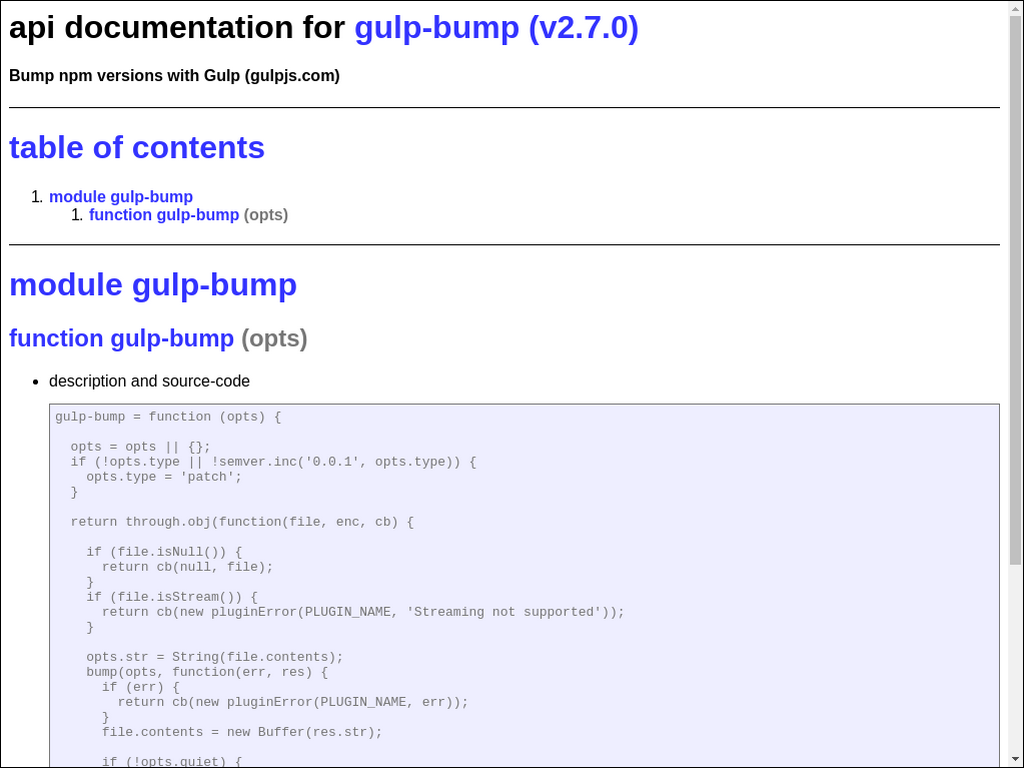 api documentation for gulp-bump (v2.7.0)
Bump npm versions with Gulp (gulpjs.com)
table of contents
1. module gulp-bump
1. function gulp-bump (opts)
module gulp-bump
function gulp-bump (opts)
• description and source-code
gulp-bump = function (opts) {
opts = opts || {};
if (!opts.type || !semver.inc('0.0.1', opts.type)) {
opts.type = 'patch';
}
return through.obj(function(file, enc, cb) {
if (file.isNull()) {
return cb(null, file);
}
if (file.isStream()) {
return cb(new pluginError(PLUGIN_NAME, 'Streaming not supported'));
}
opts.str = String(file.contents);
bump(opts, function(err, res) {
if (err) {
return cb(new pluginError(PLUGIN_NAME, err));
}
file.contents = new Buffer(res.str);
if (!opts.quiet) {